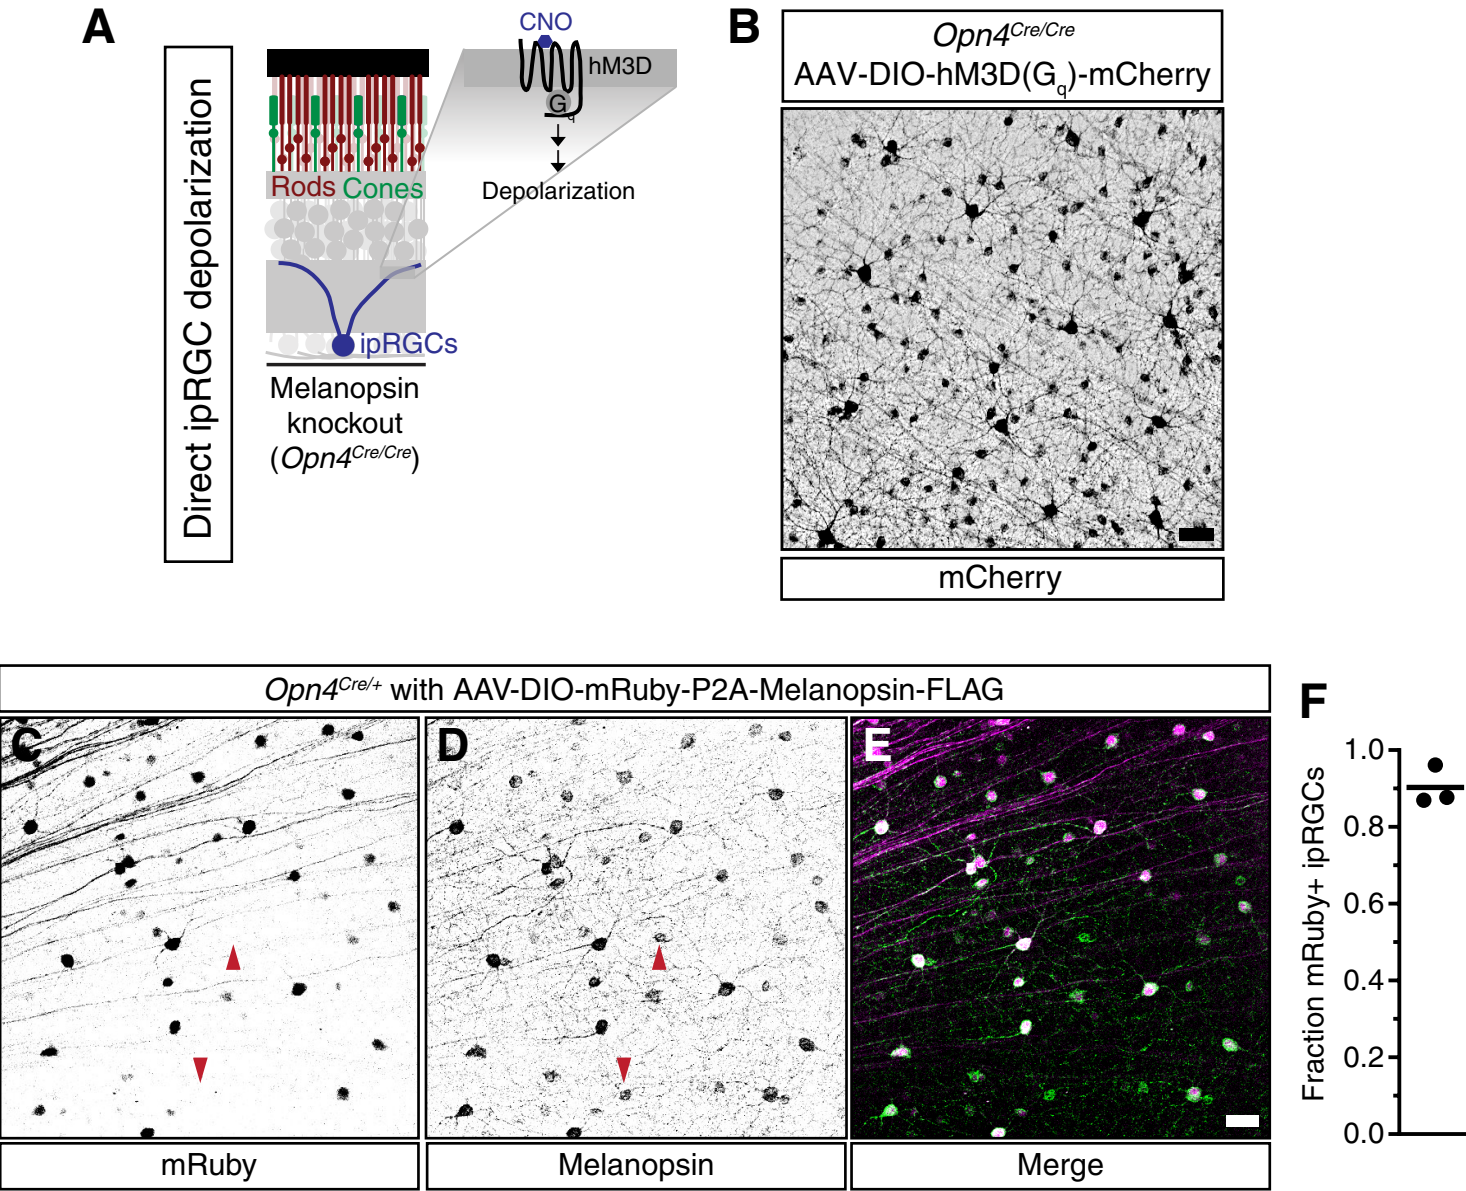 A
Direct ipRGC depolarization
CNO
hM3D
Gq
Depolarization
Rods Cones
ipRGCs
Melanopsin
knockout
(Opn4Cre/Cre)
B
Opn4Cre/Cre
AAV-DIO-hM3D(Gq)-mCherry
mCherry
Opn4Cre/+ with AAV-DIO-mRuby-P2A-Melanopsin-FLAG
C
mRuby
D
Melanopsin
E
Merge
F
Fraction mRuby+ ipRGCs
1.0
0.8
0.6
0.4
0.2
0.0